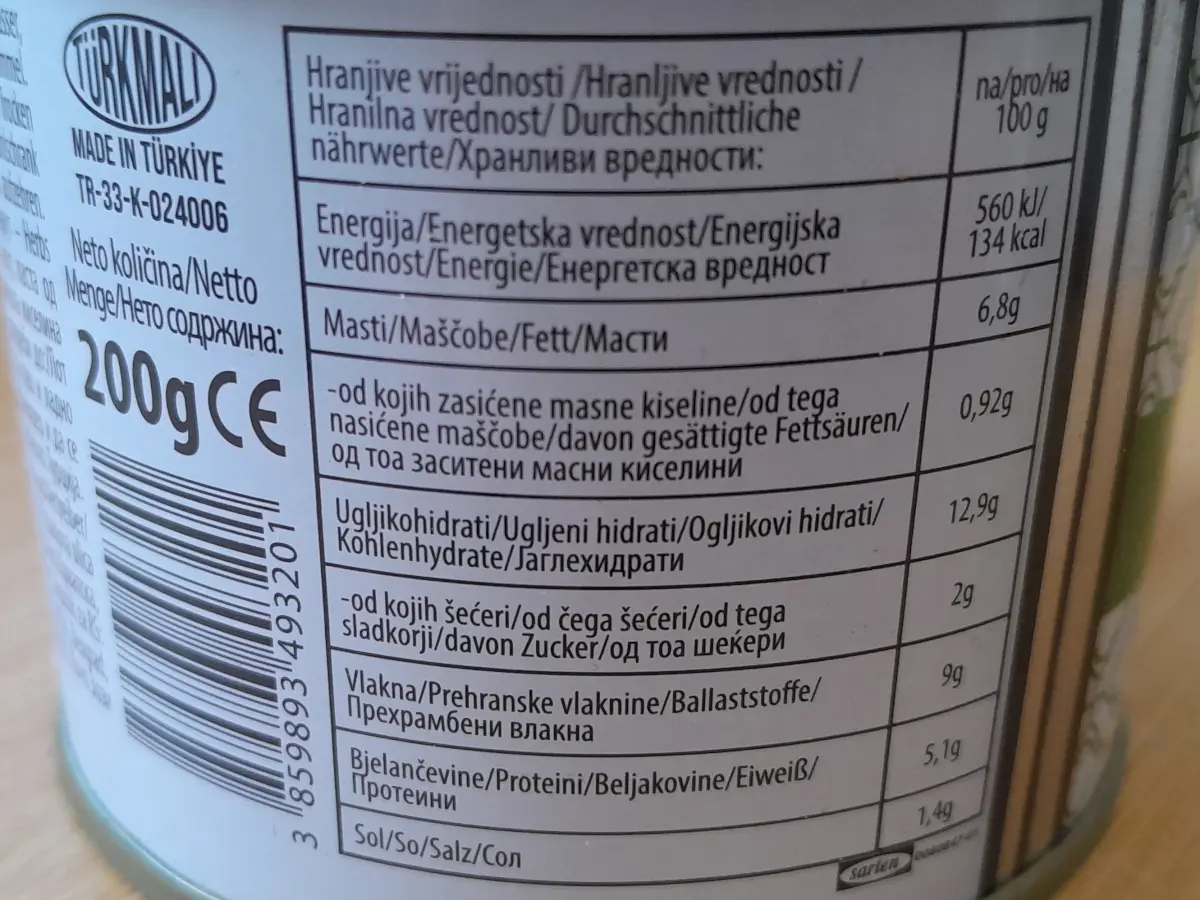 TÜRKMALI
MADE IN TÜRKİYE
TR-33-K-024006
Neto količina/Netto
Menge/Нето содржина:
200g CE
3 859893 493201
Hranjive vrijednosti /Hranljive vrednosti /
Hranilna vrednost/ Durchschnittliche
nährwerte/Хранливи вредности:
na/pro/на
100 g
Energija/Energetska vrednost/Energijska
vrednost/Energie/Енергетска вредност
560 kJ/
134 kcal
Masti/Maščobe/Fett/Масти
6,8g
-od kojih zasićene masne kiseline/od tega
nasićene maščobe/davon gesättigte Fettsäuren/
од тоа заситени масни киселини
0,92g
Ugljikohidrati/Ugljeni hidrati/Ogljikovi hidrati/
Kohlenhydrate/Јаглехидрати
12,9g
-od kojih šećeri/od čega šećeri/od tega
sladkorji/davon Zucker/од тоа шеќери
2g
Vlakna/Prehranske vlaknine/Ballaststoffe/
Прехрамбени влакна
9g
Bjelančevine/Proteini/Beljakovine/Eiweiß/
Протеини
5,1g
Sol/So/Salz/Сол
1,4g
sarten